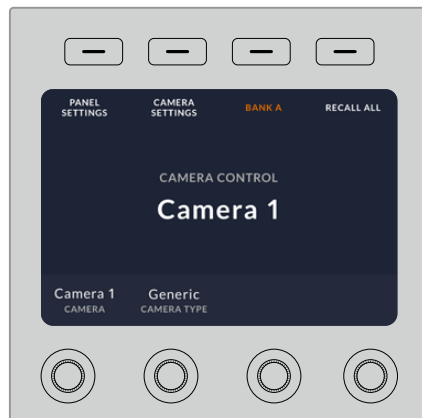 PANEL SETTINGS
CAMERA SETTINGS
BANK A
RECALL ALL
CAMERA CONTROL
Camera 1
Camera 1
CAMERA
Generic
CAMERA TYPE